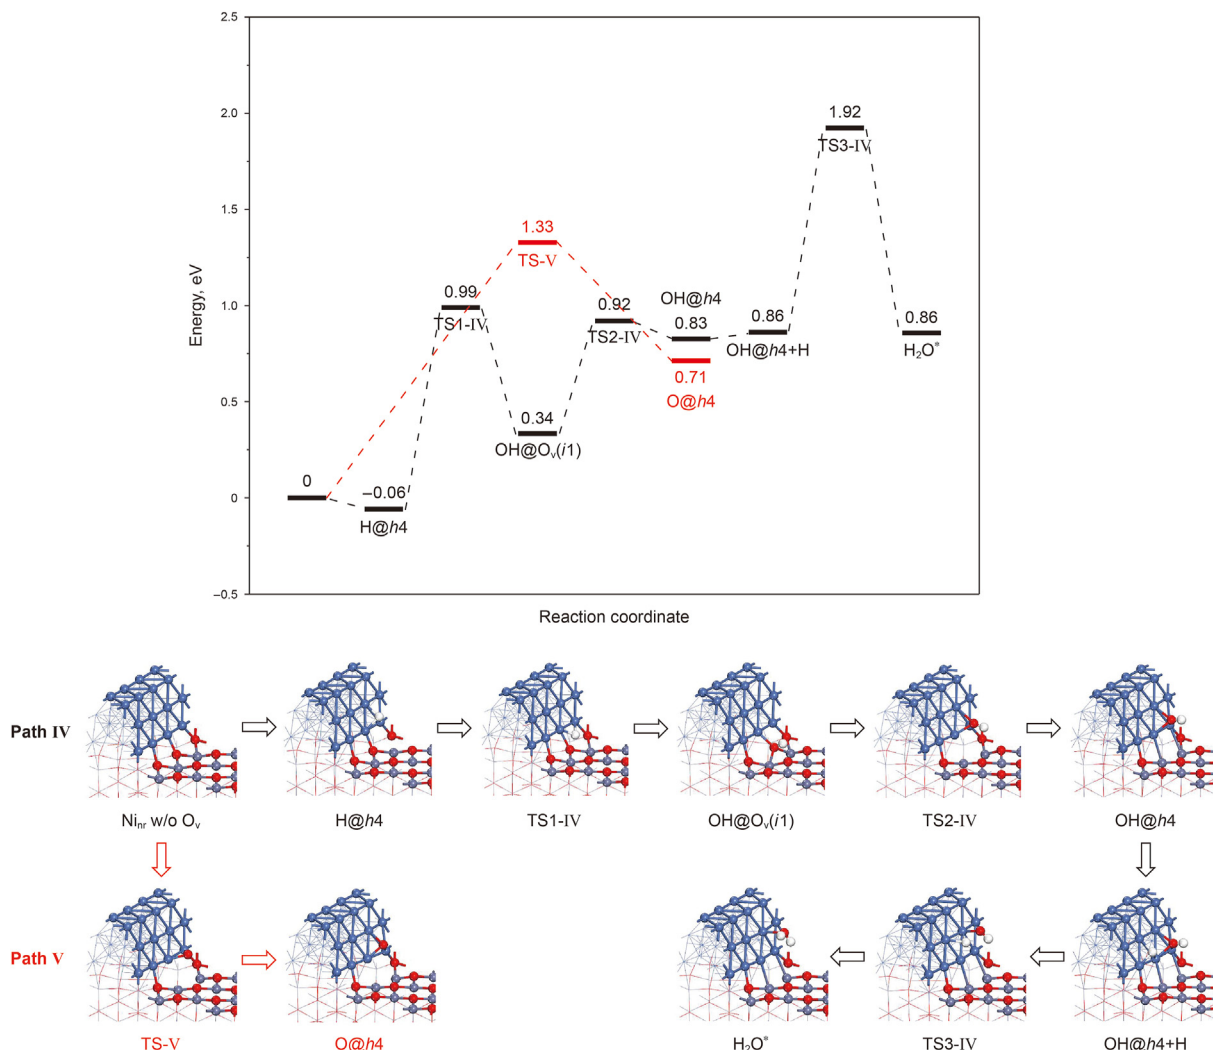 2.5
2.0
1.5
1.0
0.5
0
–0.5
Energy, eV
Reaction coordinate
0
–0.06
H@h4
0.99
TS1-IV
1.33
TS-V
0.34
OH@Oᵥ(i1)
0.92
TS2-IV
OH@h4
0.83
0.71
O@h4
0.86
OH@h4+H
1.92
TS3-IV
0.86
H₂O*
Path IV
Niₙᵣ w/o Oᵥ
H@h4
TS1-IV
OH@Oᵥ(i1)
TS2-IV
OH@h4
Path V
TS-V
O@h4
H₂O*
TS3-IV
OH@h4+H